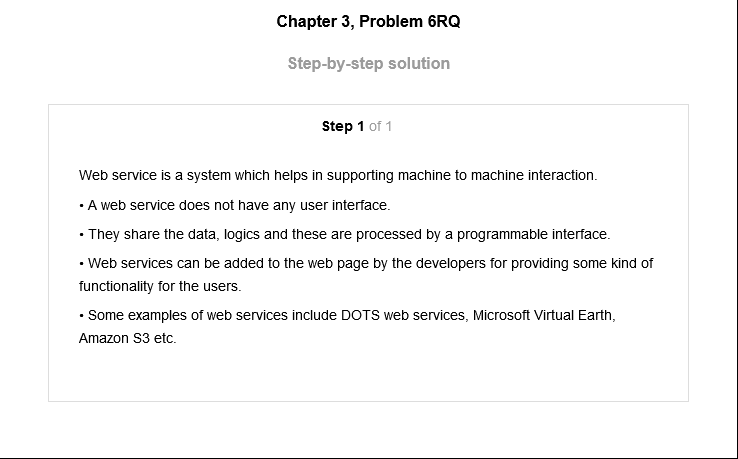 Chapter 3, Problem 6RQ
Step-by-step solution
Step 1 of 1
Web service is a system which helps in supporting machine to machine interaction.
• A web service does not have any user interface.
• They share the data, logics and these are processed by a programmable interface.
• Web services can be added to the web page by the developers for providing some kind of
functionality for the users.
• Some examples of web services include DOTS web services, Microsoft Virtual Earth,
Amazon S3 etc.